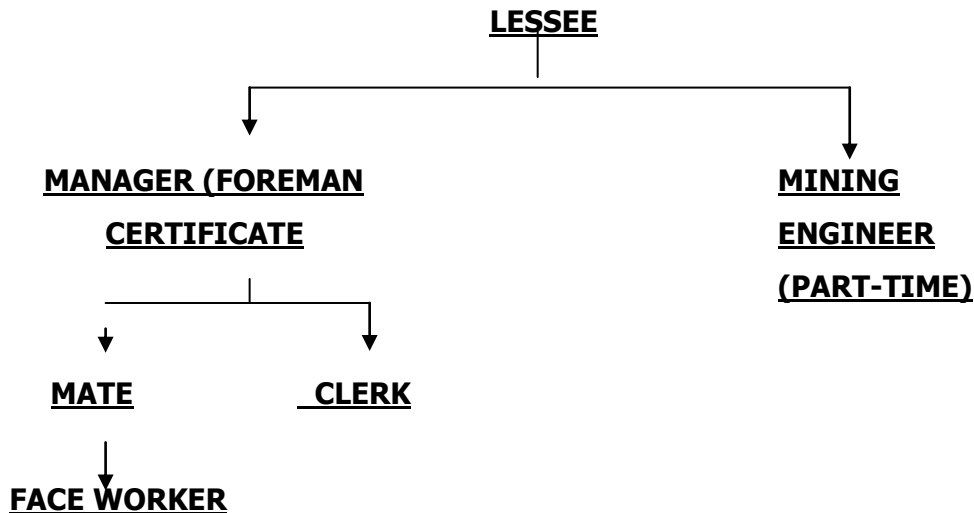 LESSEE
MANAGER (FOREMAN
CERTIFICATE
MINING
ENGINEER
(PART-TIME)
MATE
CLERK
FACE WORKER